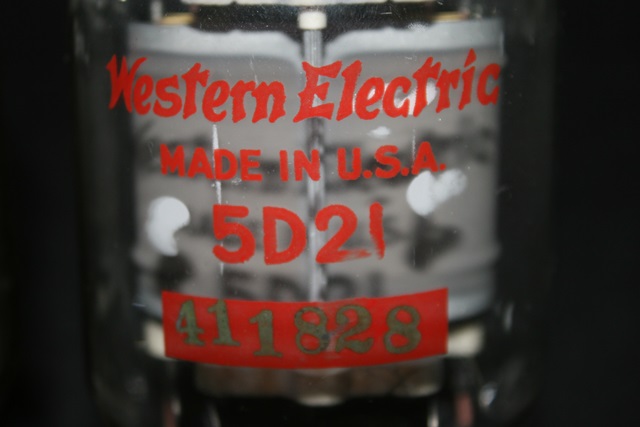 Western Electric
MADE IN U.S.A.
5D21
411828